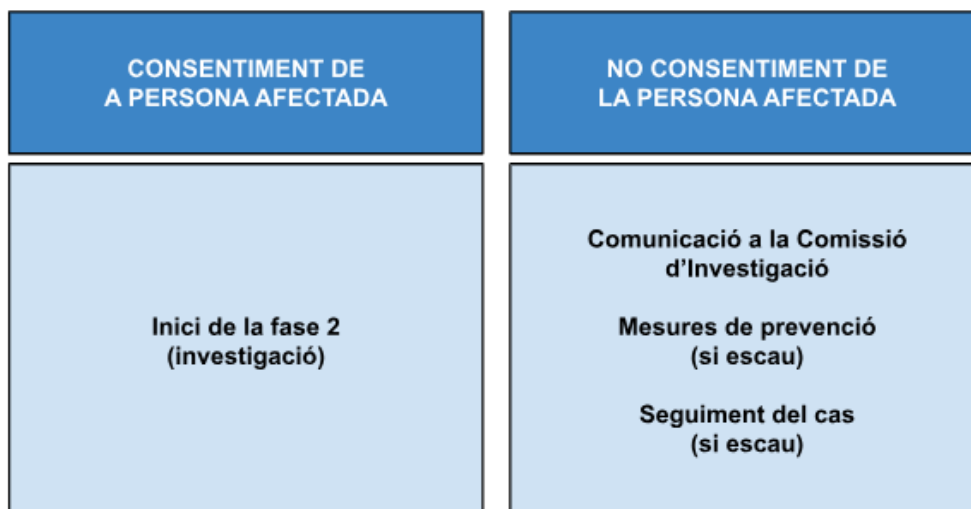 CONSENTIMENT DE
A PERSONA AFECTADA
NO CONSENTIMENT DE
LA PERSONA AFECTADA
Inici de la fase 2
(investigació)
Comunicació a la Comissió
d’Investigació
Mesures de prevenció
(si escau)
Seguiment del cas
(si escau)